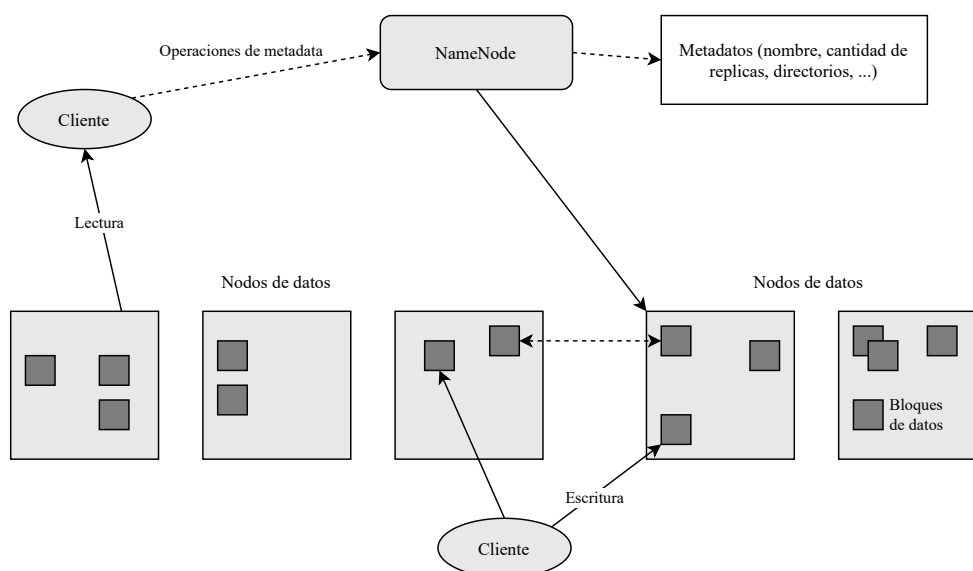 Operaciones de metadata
NameNode
Metadatos (nombre, cantidad de
replicas, directorios, ...)
Cliente
Lectura
Nodos de datos
Nodos de datos
Bloques
de datos
Escritura
Cliente